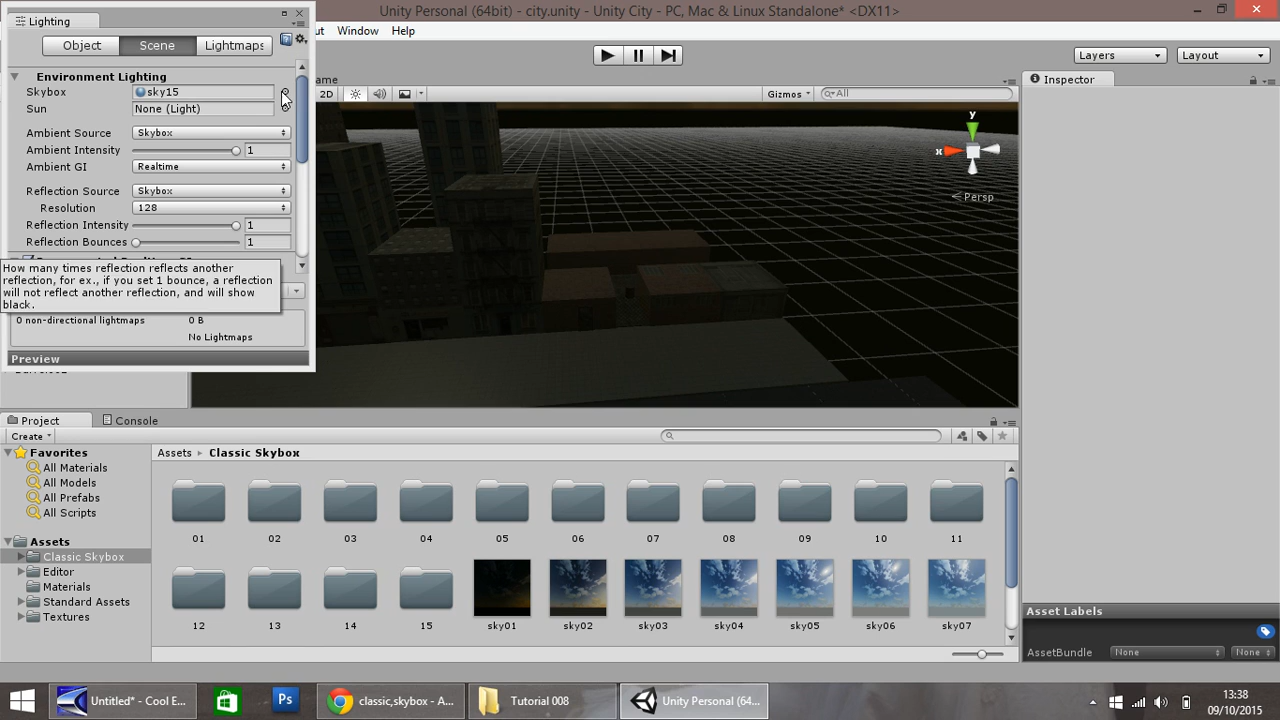 Unity Personal (64bit) - city.unity - Unity City - PC, Mac & Linux Standalone* <DX11>
Lighting
ut Window Help
Object Scene Lightmaps
Layers Layout
Environment Lighting
Skybox sky15
Sun None (Light)
Ambient Source Skybox
Ambient Intensity 1
Ambient GI Realtime
Reflection Source Skybox
Resolution 128
Reflection Intensity 1
Reflection Bounces 1
How many times reflection reflects another
reflection, for ex., if you set 1 bounce, a reflection
will not reflect another reflection, and will show
black.
0 non-directional lightmaps 0 B
No Lightmaps
Preview
ame
2D Gizmos All
y
x
Persp
Inspector
Project Console
Create
Favorites
All Materials
All Models
All Prefabs
All Scripts
Assets
Classic Skybox
Editor
Materials
Standard Assets
Textures
Assets Classic Skybox
01 02 03 04 05 06 07 08 09 10 11
12 13 14 15 sky01 sky02 sky03 sky04 sky05 sky06 sky07
Asset Labels
AssetBundle None None
Untitled* - Cool E... Ps classic,skybox - A... Tutorial 008 Unity Personal (64...
13:38
09/10/2015